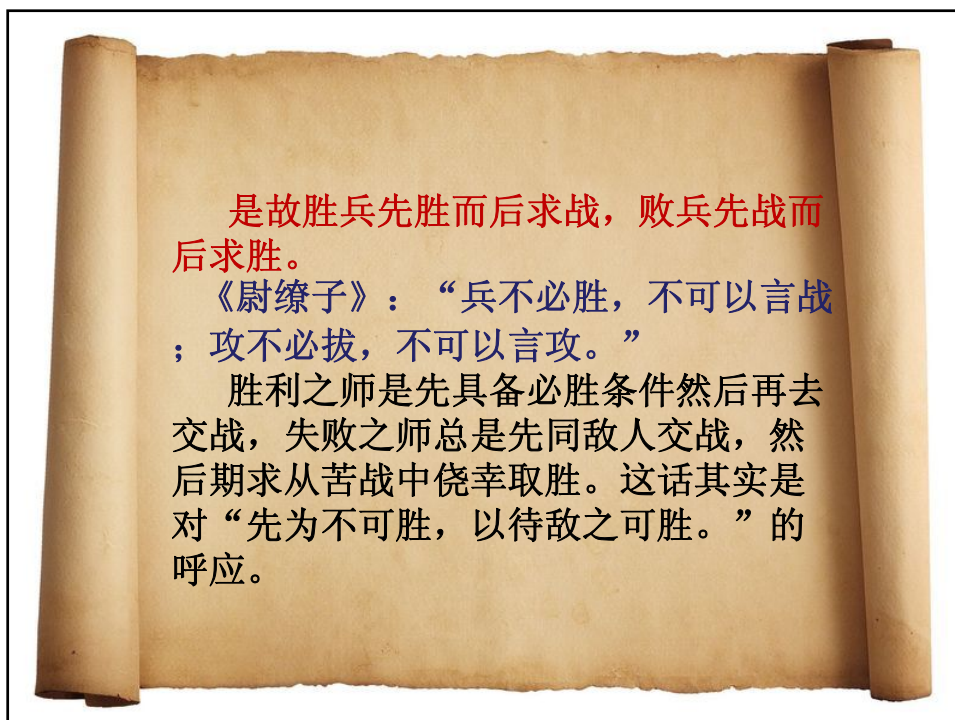 是故胜兵先胜而后求战，败兵先战而
后求胜。
《尉缭子》：“兵不必胜，不可以言战
；攻不必拔，不可以言攻。”
胜利之师是先具备必胜条件然后再去
交战，失败之师总是先同敌人交战，然
后期求从苦战中侥幸取胜。这话其实是
对“先为不可胜，以待敌之可胜。”的
呼应。